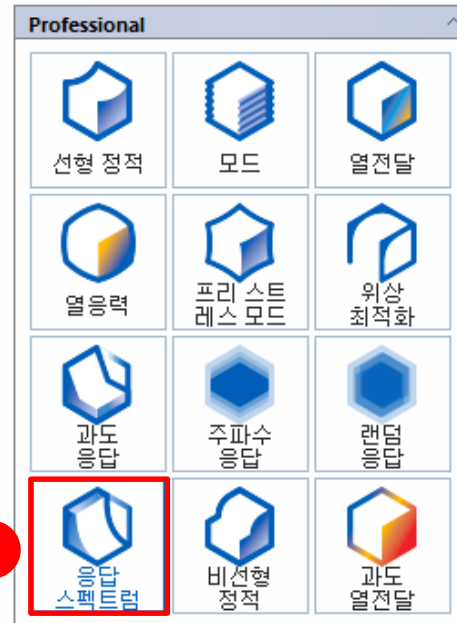 Professional
선형 정적
모드
열전달
열응력
프리 스트
레스 모드
위상
최적화
과도
응답
주파수
응답
랜덤
응답
응답
스펙트럼
비선형
정적
과도
열전달